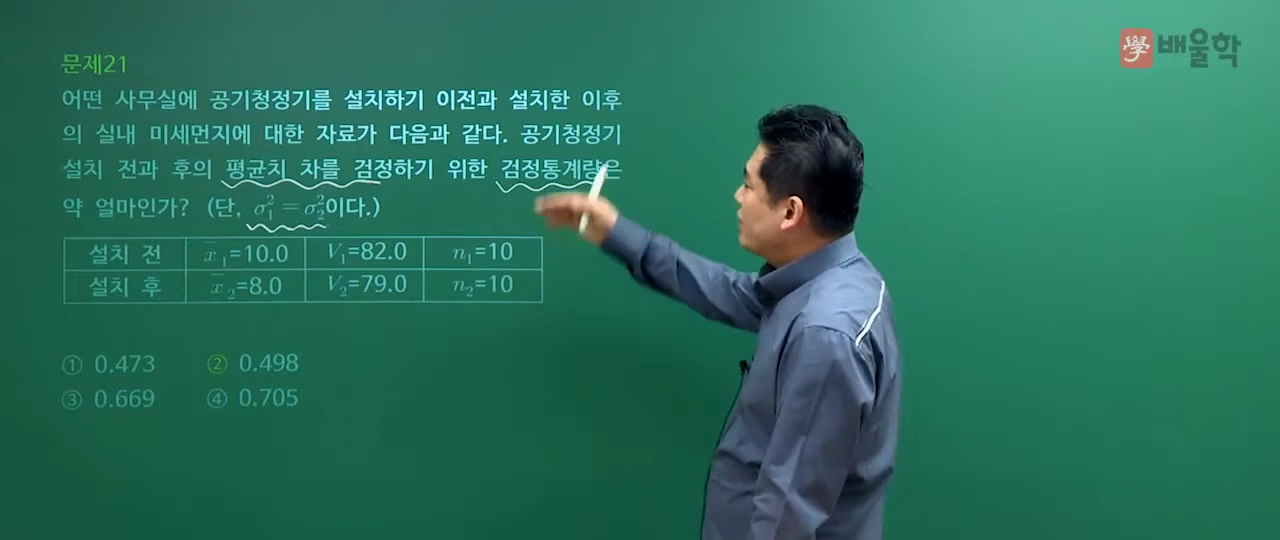 學 배울학
문제21
어떤 사무실에 공기청정기를 설치하기 이전과 설치한 이후
의 실내 미세먼지에 대한 자료가 다음과 같다. 공기청정기
설치 전과 후의 평균치 차를 검정하기 위한 검정통계량은
약 얼마인가? (단, σ₁²=σ₂²이다.)
설치 전 x̄₁=10.0 V₁=82.0 n₁=10
설치 후 x̄₂=8.0 V₂=79.0 n₂=10
① 0.473 ② 0.498
③ 0.669 ④ 0.705